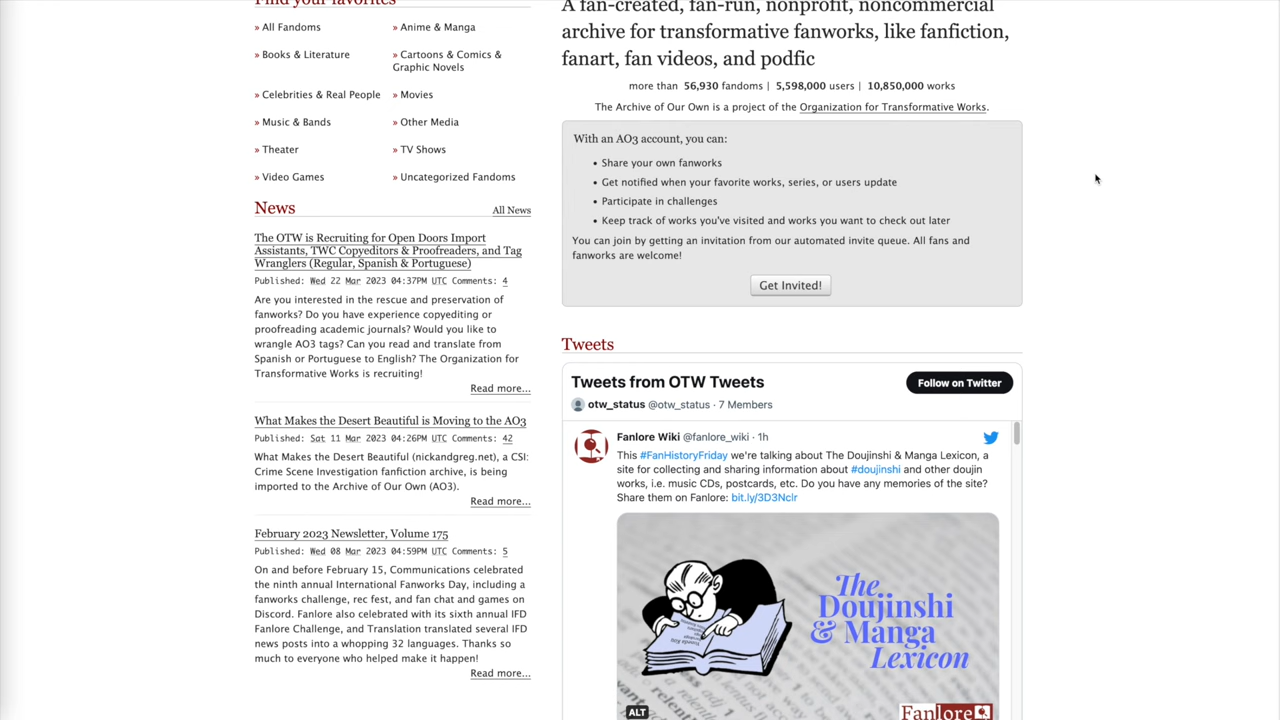 Find your favorites
» All Fandoms
» Anime & Manga
» Books & Literature
» Cartoons & Comics &
Graphic Novels
» Celebrities & Real People
» Movies
» Music & Bands
» Other Media
» Theater
» TV Shows
» Video Games
» Uncategorized Fandoms
News
All News
The OTW is Recruiting for Open Doors Import
Assistants, TWC Copyeditors & Proofreaders, and Tag
Wranglers (Regular, Spanish & Portuguese)
Published: Wed 22 Mar 2023 04:37PM UTC Comments: 4
Are you interested in the rescue and preservation of
fanworks? Do you have experience copyediting or
proofreading academic journals? Would you like to
wrangle AO3 tags? Can you read and translate from
Spanish or Portuguese to English? The Organization for
Transformative Works is recruiting!
Read more...
What Makes the Desert Beautiful is Moving to the AO3
Published: Sat 11 Mar 2023 04:26PM UTC Comments: 42
What Makes the Desert Beautiful (nickandgreg.net), a CSI:
Crime Scene Investigation fanfiction archive, is being
imported to the Archive of Our Own (AO3).
Read more...
February 2023 Newsletter, Volume 175
Published: Wed 08 Mar 2023 04:59PM UTC Comments: 5
On and before February 15, Communications celebrated
the ninth annual International Fanworks Day, including a
fanworks challenge, rec fest, and fan chat and games on
Discord. Fanlore also celebrated with its sixth annual IFD
Fanlore Challenge, and Translation translated several IFD
news posts into a whopping 32 languages. Thanks so
much to everyone who helped make it happen!
Read more...
A fan-created, fan-run, nonprofit, noncommercial
archive for transformative fanworks, like fanfiction,
fanart, fan videos, and podfic
more than 56,930 fandoms | 5,598,000 users | 10,850,000 works
The Archive of Our Own is a project of the Organization for Transformative Works.
With an AO3 account, you can:
• Share your own fanworks
• Get notified when your favorite works, series, or users update
• Participate in challenges
• Keep track of works you've visited and works you want to check out later
You can join by getting an invitation from our automated invite queue. All fans and
fanworks are welcome!
Get Invited!
Tweets
Tweets from OTW Tweets
Follow on Twitter
otw_status @otw_status · 7 Members
Fanlore Wiki @fanlore_wiki · 1h
This #FanHistoryFriday we're talking about The Doujinshi & Manga Lexicon, a
site for collecting and sharing information about #doujinshi and other doujin
works, i.e. music CDs, postcards, etc. Do you have any memories of the site?
Share them on Fanlore: bit.ly/3D3Nclr
The
Doujinshi
& Manga
Lexicon
ALT
Fanlore